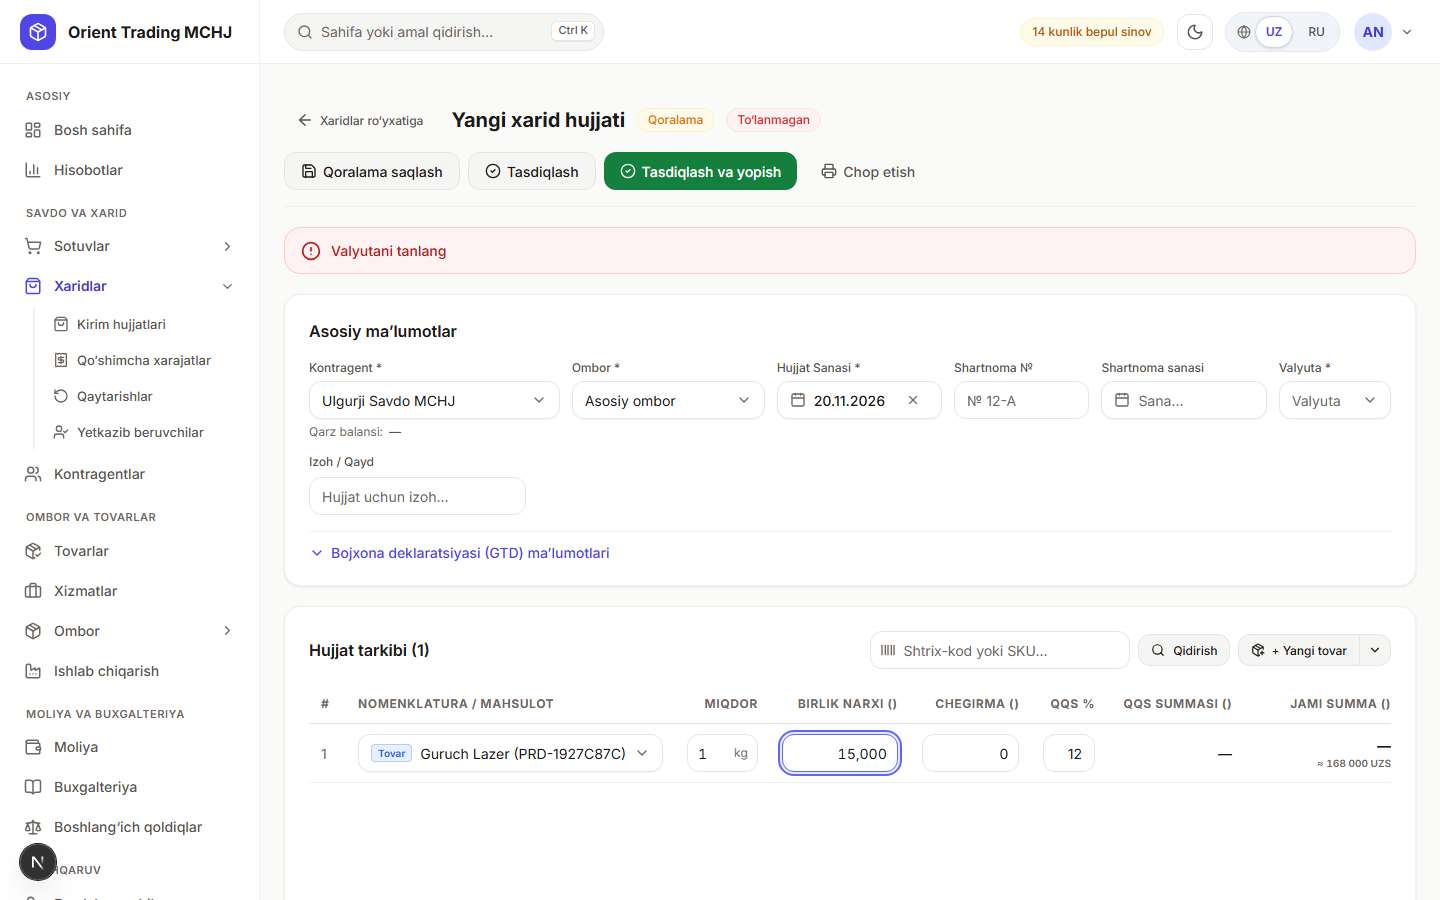 Orient Trading MCHJ
Sahifa yoki amal qidirish...
Ctrl K
14 kunlik bepul sinov
UZ
RU
AN
ASOSIY
Bosh sahifa
Hisobotlar
SAVDO VA XARID
Sotuvlar
Xaridlar
Kirim hujjatlari
Qo‘shimcha xarajatlar
Qaytarishlar
Yetkazib beruvchilar
Kontragentlar
OMBOR VA TOVARLAR
Tovarlar
Xizmatlar
Ombor
Ishlab chiqarish
MOLIYA VA BUXGALTERIYA
Moliya
Buxgalteriya
Boshlang‘ich qoldiqlar
N
IQARUV
Xaridlar ro‘yxatiga
Yangi xarid hujjati
Qoralama
To‘lanmagan
Qoralama saqlash
Tasdiqlash
Tasdiqlash va yopish
Chop etish
Valyutani tanlang
Asosiy ma’lumotlar
Kontragent *
Ombor *
Hujjat Sanasi *
Shartnoma №
Shartnoma sanasi
Valyuta *
Ulgurji Savdo MCHJ
Asosiy ombor
20.11.2026
№ 12-A
Sana...
Valyuta
Qarz balansi: —
Izoh / Qayd
Hujjat uchun izoh...
Bojxona deklaratsiyasi (GTD) ma’lumotlari
Hujjat tarkibi (1)
Shtrix-kod yoki SKU...
Qidirish
+ Yangi tovar
# NOMENKLATURA / MAHSULOT MIQDOR BIRLIK NARXI () CHEGIRMA () QQS % QQS SUMMASI () JAMI SUMMA ()
1 Tovar Guruch Lazer (PRD-1927C87C) 1 kg 15,000 0 12 — —
≈ 168 000 UZS